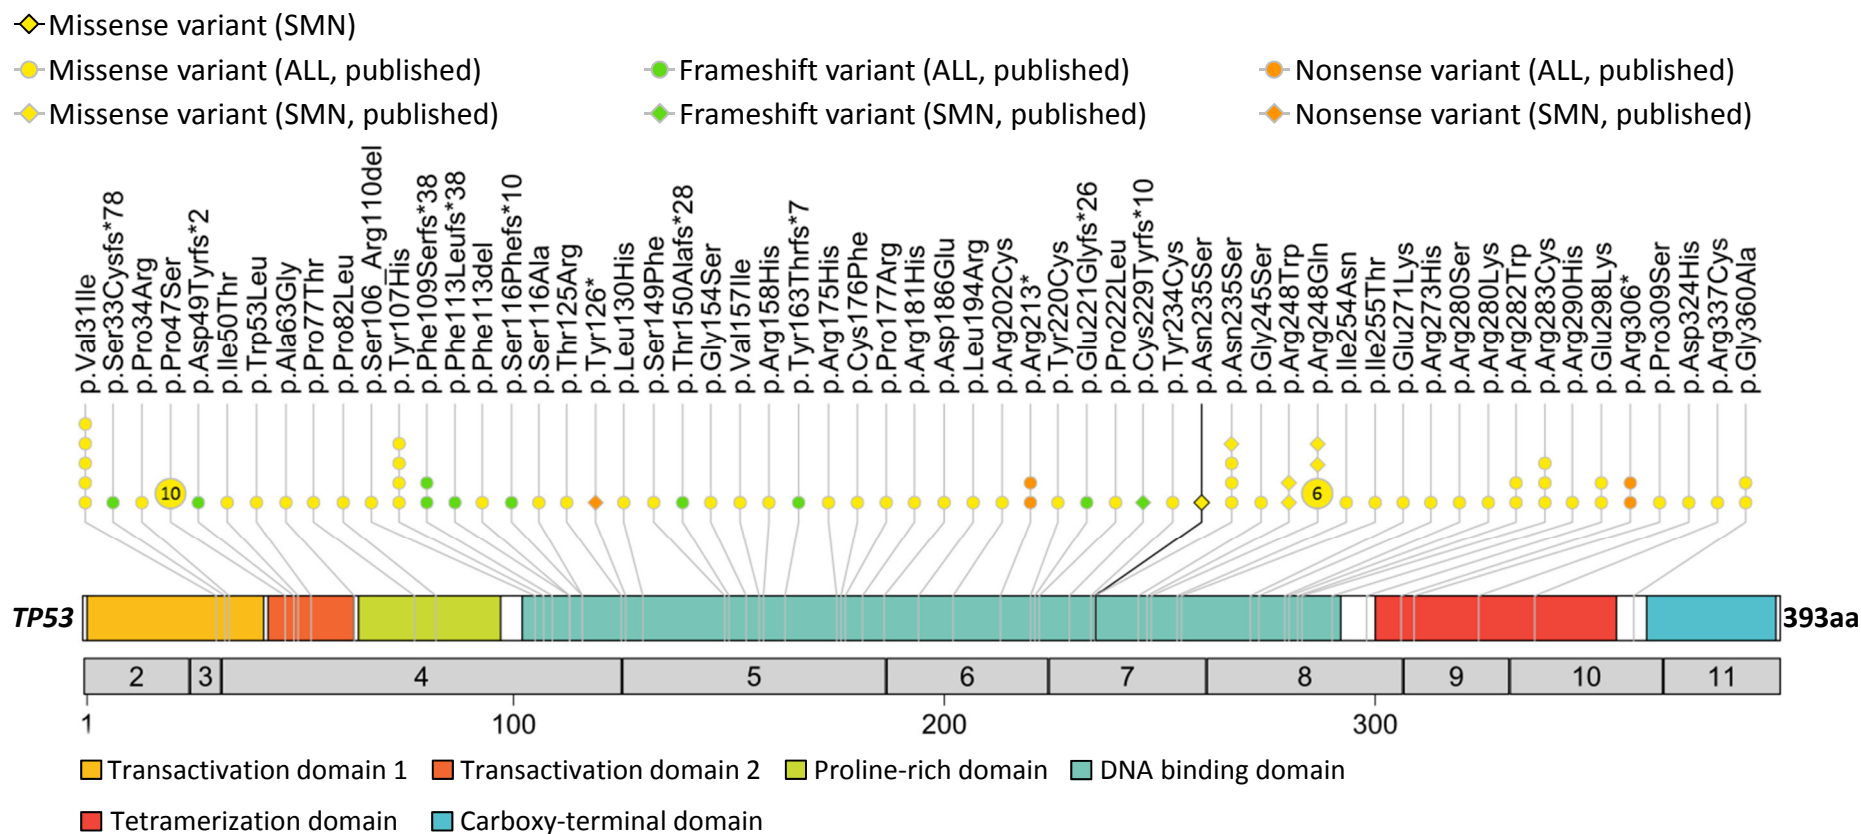 Missense variant (SMN)
Missense variant (ALL, published) Frameshift variant (ALL, published) Nonsense variant (ALL, published)
Missense variant (SMN, published) Frameshift variant (SMN, published) Nonsense variant (SMN, published)
p.Val31Ile
p.Ser33Cysfs*78
p.Pro34Arg
p.Pro47Ser
p.Asp49Tyrfs*2
p.Ile50Thr
p.Trp53Leu
p.Ala63Gly
p.Pro77Thr
p.Pro82Leu
p.Ser106_Arg110del
p.Tyr107His
p.Phe109Serfs*38
p.Phe113Leufs*38
p.Phe113del
p.Ser116Phefs*10
p.Ser116Ala
p.Thr125Arg
p.Tyr126*
p.Leu130His
p.Ser149Phe
p.Thr150Alafs*28
p.Gly154Ser
p.Val157Ile
p.Arg158His
p.Tyr163Thrfs*7
p.Arg175His
p.Cys176Phe
p.Pro177Arg
p.Arg181His
p.Asp186Glu
p.Leu194Arg
p.Arg202Cys
p.Arg213*
p.Tyr220Cys
p.Glu221Glyfs*26
p.Pro222Leu
p.Cys229Tyrfs*10
p.Tyr234Cys
p.Asn235Ser
p.Asn235Ser
p.Gly245Ser
p.Arg248Trp
p.Arg248Gln
p.Ile254Asn
p.Ile255Thr
p.Glu271Lys
p.Arg273His
p.Arg280Ser
p.Arg280Lys
p.Arg282Trp
p.Arg283Cys
p.Arg290His
p.Glu298Lys
p.Arg306*
p.Pro309Ser
p.Asp324His
p.Arg337Cys
p.Gly360Ala
10 6
TP53 393aa
2 3 4 5 6 7 8 9 10 11
1 100 200 300
Transactivation domain 1 Transactivation domain 2 Proline-rich domain DNA binding domain
Tetramerization domain Carboxy-terminal domain